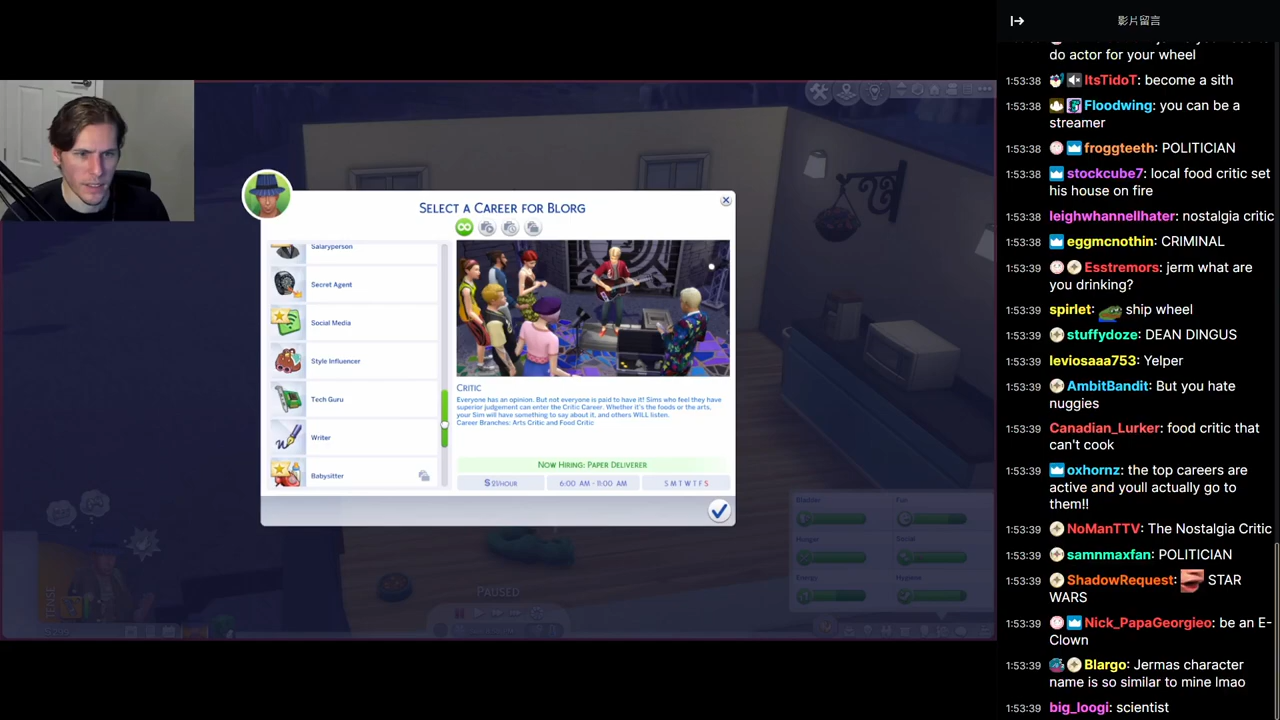 影片留言
do actor for your wheel
1:53:38 ItsTidoT: become a sith
1:53:38 Floodwing: you can be a
streamer
1:53:38 froggteeth: POLITICIAN
1:53:38 stockcube7: local food critic set
his house on fire
1:53:38 leighwhannellhater: nostalgia critic
1:53:38 eggmcnothin: CRIMINAL
1:53:39 Esstremors: jerm what are
you drinking?
1:53:39 spirlet: ship wheel
1:53:39 stuffydoze: DEAN DINGUS
1:53:39 leviosaaa753: Yelper
1:53:39 AmbitBandit: But you hate
nuggies
1:53:39 Canadian_Lurker: food critic that
can't cook
1:53:39 oxhornz: the top careers are
active and youll actually go to
them!!
1:53:39 NoManTTV: The Nostalgia Critic
1:53:39 samnmaxfan: POLITICIAN
1:53:39 ShadowRequest: STAR
WARS
1:53:39 Nick_PapaGeorgieo: be an E-
Clown
1:53:39 Blargo: Jermas character
name is so similar to mine lmao
1:53:39 big_loogi: scientist
Select a Career for Blorg
Salaryperson
Secret Agent
Social Media
Style Influencer
Tech Guru
Writer
Babysitter
Critic
Everyone has an opinion. But not everyone is paid to have it! Sims who feel they have
superior judgement can enter the Critic Career. Whether it's the foods or the arts,
your Sim will have something to say about it, and others WILL listen.
Career Branches: Arts Critic and Food Critic
Now Hiring: Paper Deliverer
$25/hour
6:00 AM - 11:00 AM
S M T W T F S
Bladder
Fun
Hunger
Social
Energy
Hygiene
PAUSED
TENSE